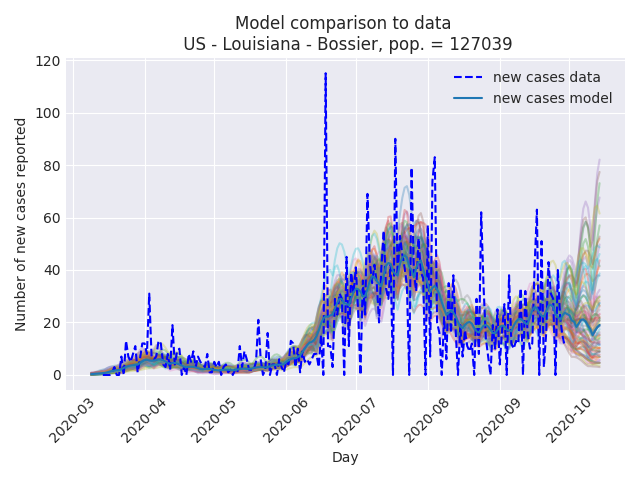 Model comparison to data
US - Louisiana - Bossier, pop. = 127039
120
100
80
60
40
20
0
Number of new cases reported
new cases data
new cases model
2020-03
2020-04
2020-05
2020-06
2020-07
2020-08
2020-09
2020-10
Day